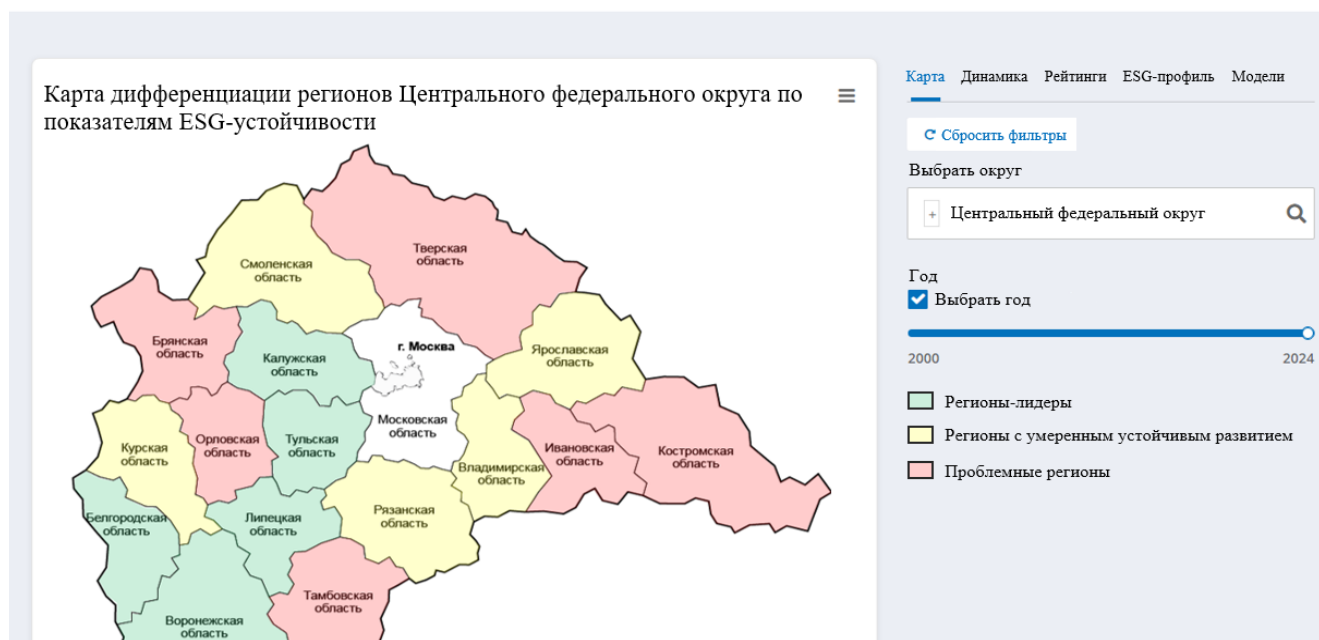 Карта дифференциации регионов Центрального федерального округа по
показателям ESG-устойчивости
Тверская
область
Смоленская
область
Брянская
область
Калужская
область
г. Москва
Ярославская
область
Московская
область
Курская
область
Орловская
область
Тульская
область
Владимирская
область
Ивановская
область
Костромская
область
Белгородская
область
Липецкая
область
Рязанская
область
Тамбовская
область
Воронежская
область
Карта Динамика Рейтинги ESG-профиль Модели
Сбросить фильтры
Выбрать округ
+ Центральный федеральный округ
Год
Выбрать год
2000 2024
Регионы-лидеры
Регионы с умеренным устойчивым развитием
Проблемные регионы